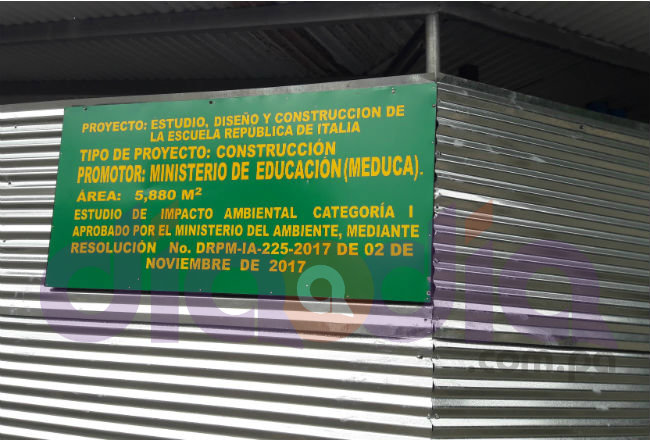 PROYECTO: ESTUDIO, DISEÑO Y CONSTRUCCION DE
LA ESCUELA REPÚBLICA DE ITALIA
TIPO DE PROYECTO: CONSTRUCCIÓN
PROMOTOR: MINISTERIO DE EDUCACIÓN (MEDUCA).
ÁREA: 5,880 M²
ESTUDIO DE IMPACTO AMBIENTAL CATEGORÍA I
APROBADO POR EL MINISTERIO DEL AMBIENTE, MEDIANTE
RESOLUCIÓN No. DRPM-IA-225-2017 DE 02 DE
NOVIEMBRE DE 2017
díaadía
com.pa